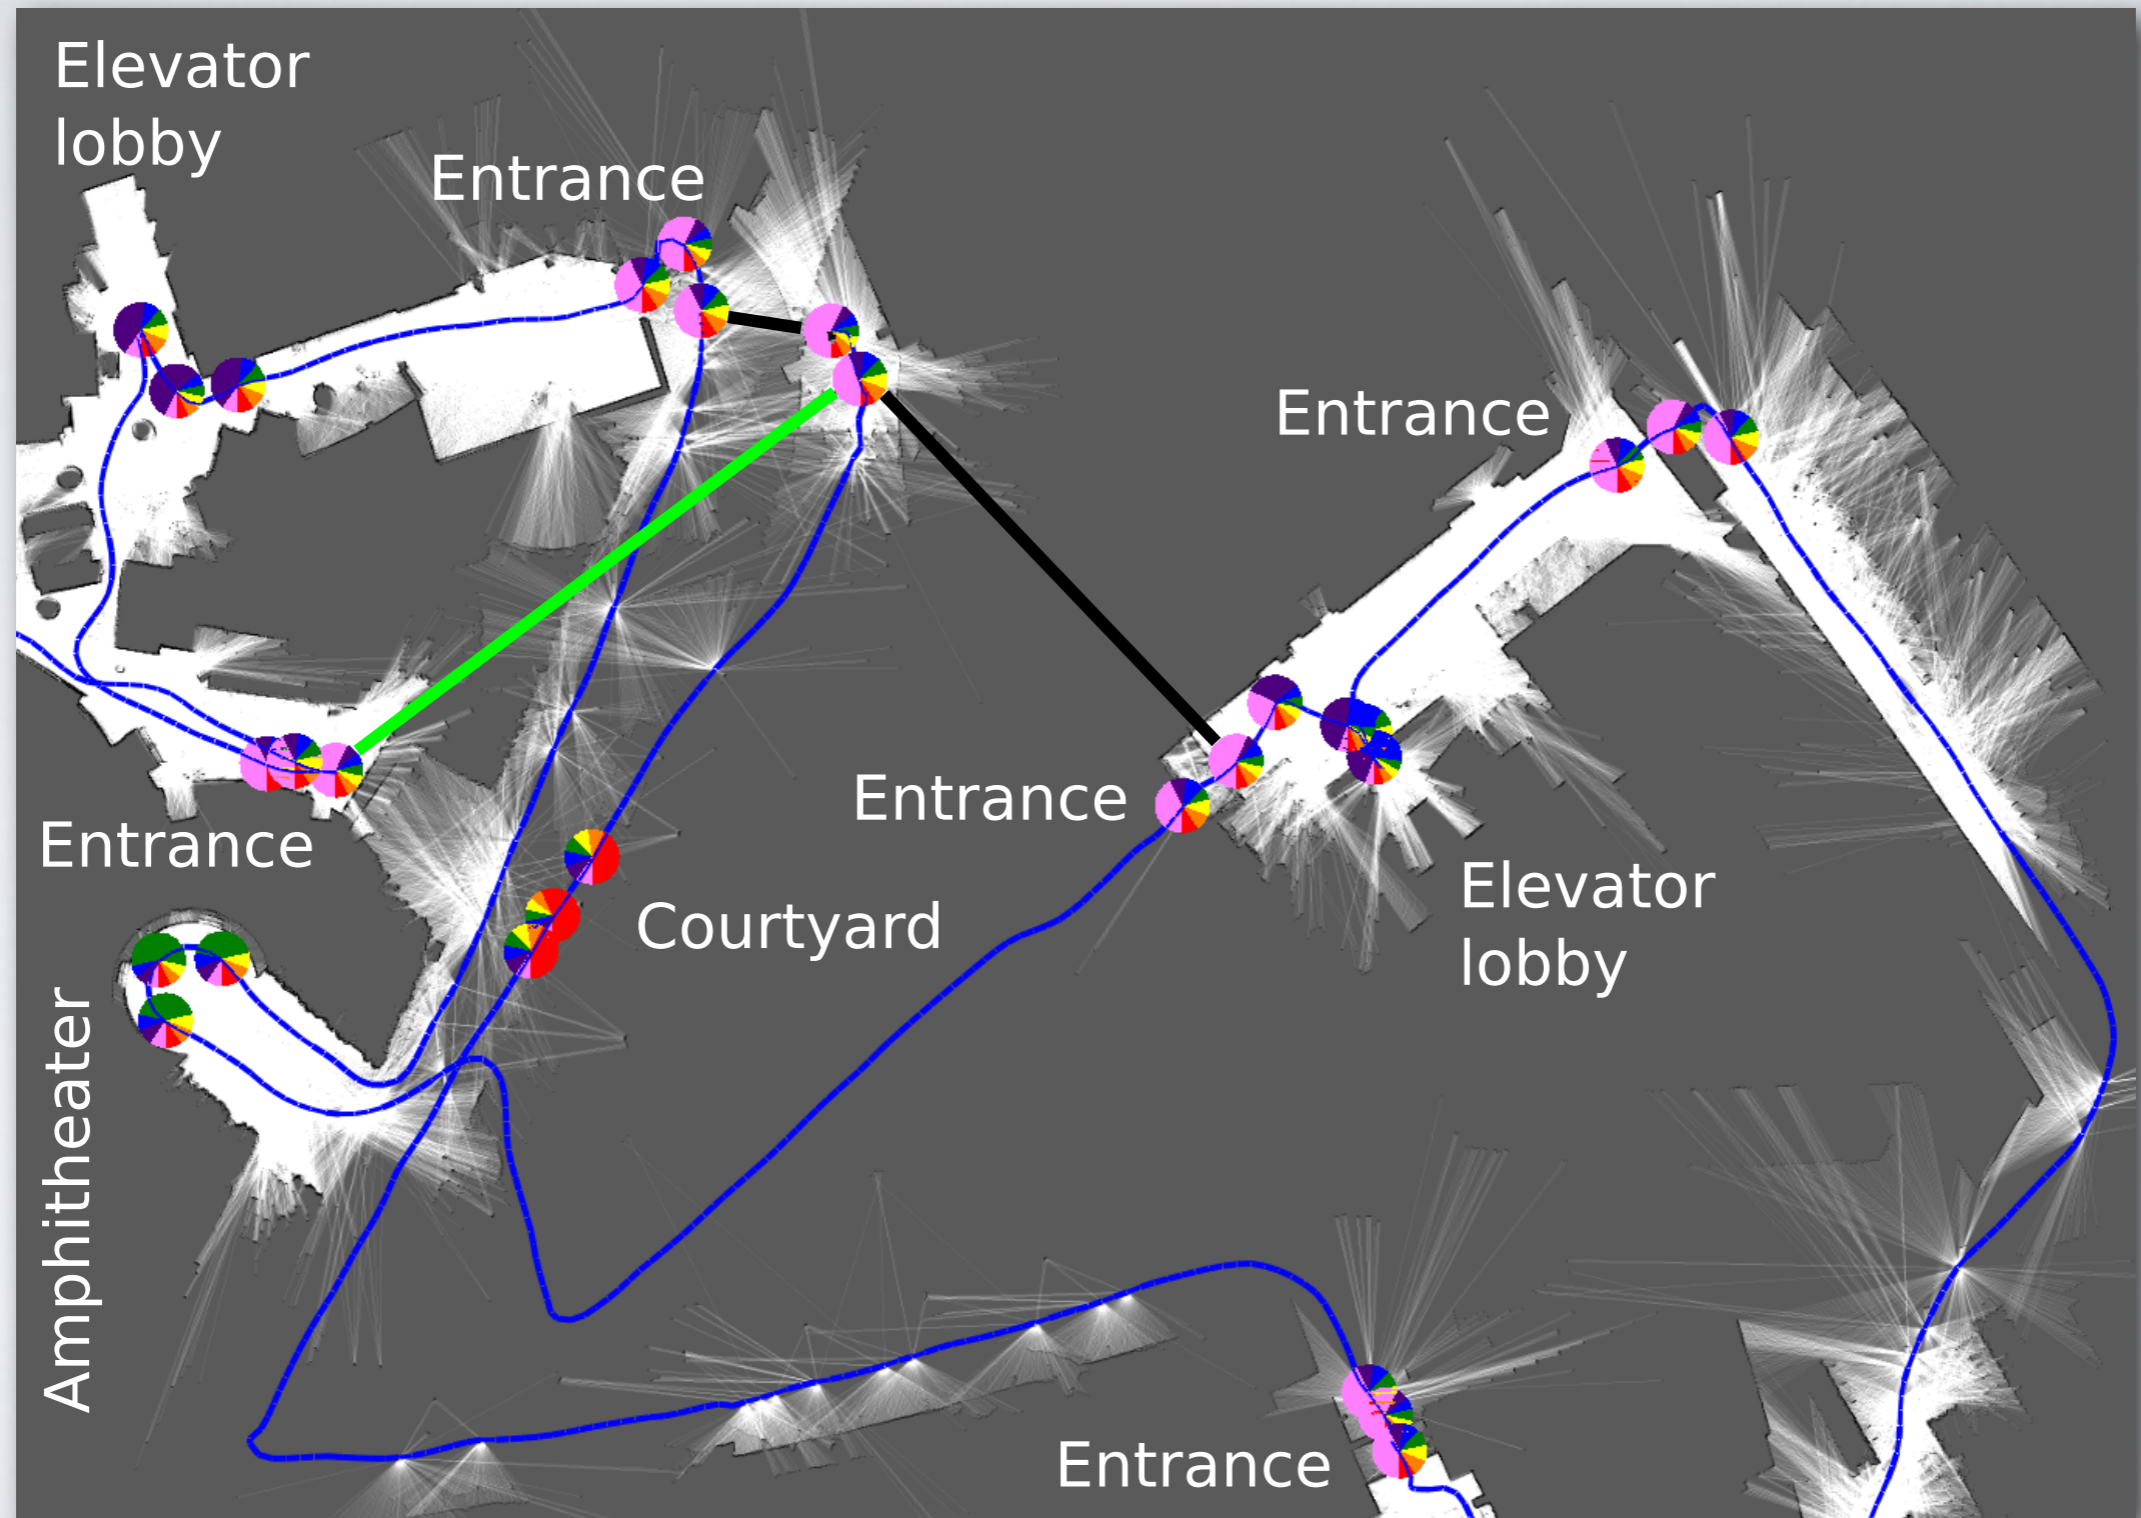 Elevator
lobby
Entrance
Entrance
Entrance
Entrance
Elevator
lobby
Courtyard
Amphitheater
Entrance